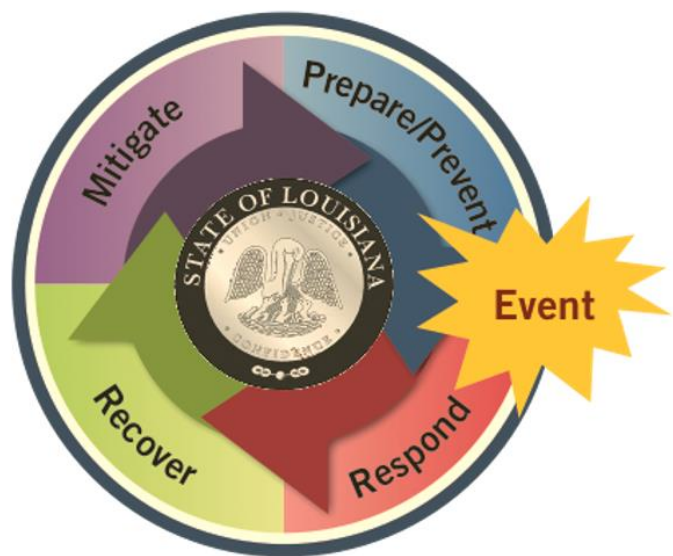 Mitigate
Prepare/Prevent
Event
Respond
Recover
STATE OF LOUISIANA
UNION · JUSTICE
CONFIDENCE